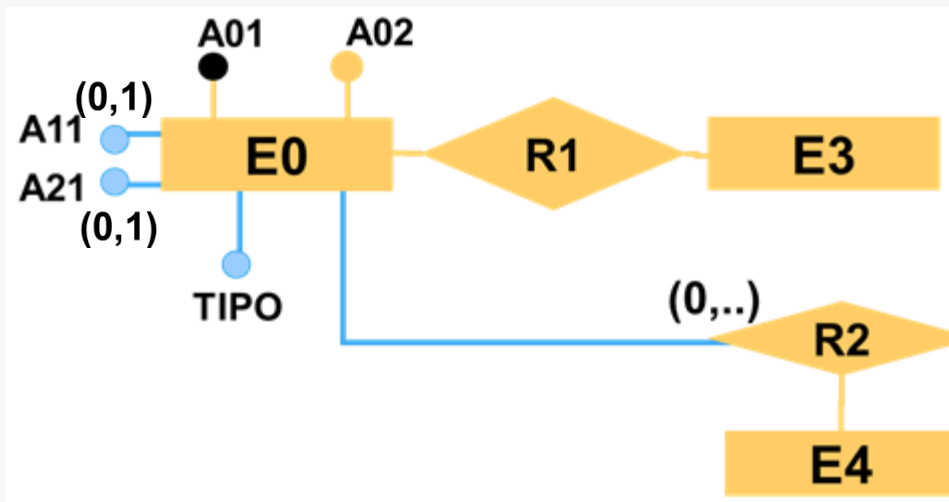 A01
A02
(0,1)
A11
E0
R1
E3
A21
(0,1)
TIPO
(0,..)
R2
E4